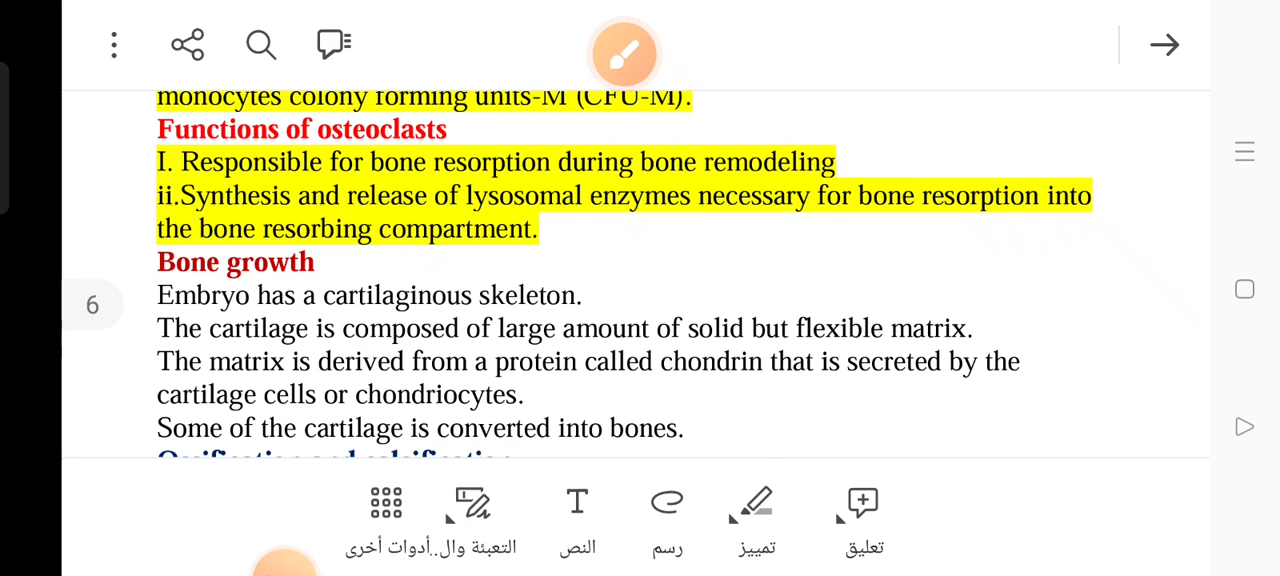 monocytes colony forming units-M (CFU-M).
Functions of osteoclasts
I. Responsible for bone resorption during bone remodeling
ii.Synthesis and release of lysosomal enzymes necessary for bone resorption into
the bone resorbing compartment.
Bone growth
Embryo has a cartilaginous skeleton.
6
The cartilage is composed of large amount of solid but flexible matrix.
The matrix is derived from a protein called chondrin that is secreted by the
cartilage cells or chondriocytes.
Some of the cartilage is converted into bones.
Ossification and calcification
تعليق
تمييز
رسم
النص
التعبئة وال..
أدوات أخرى